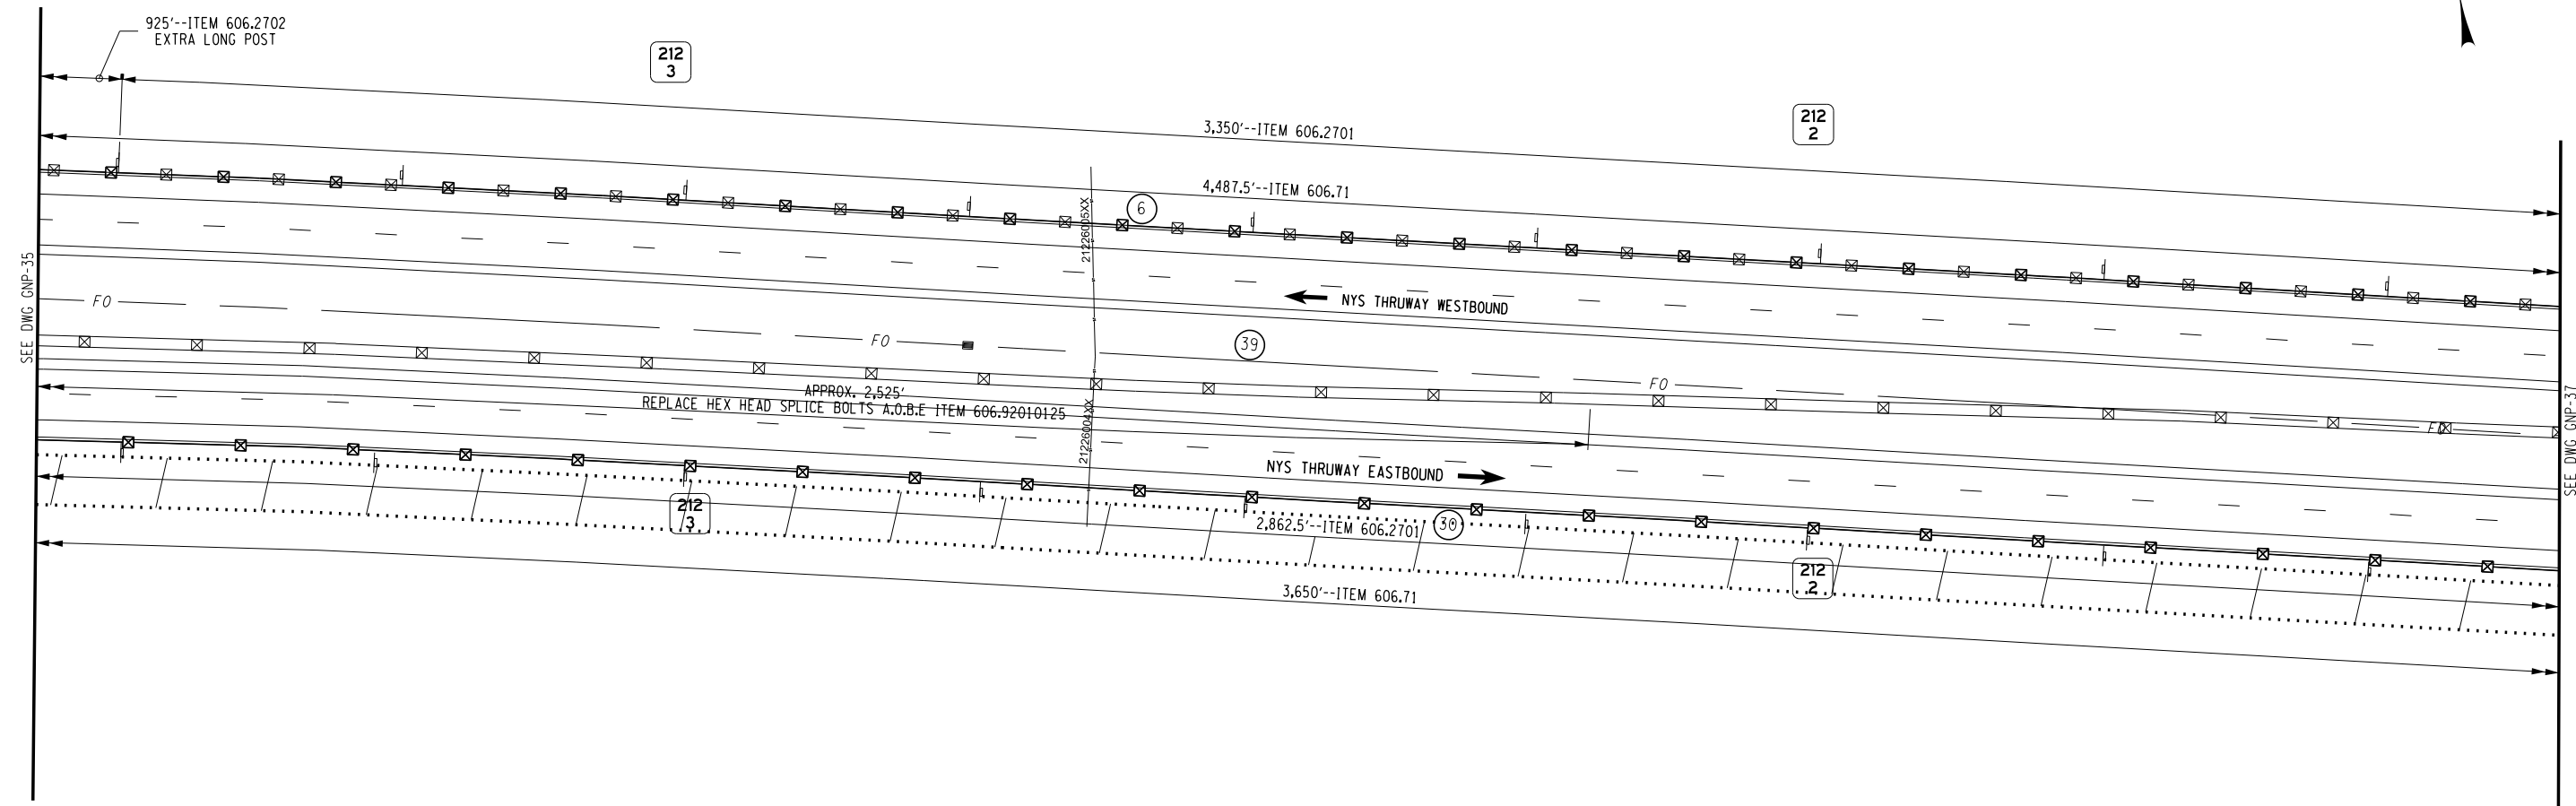 925'--ITEM 606.2702
EXTRA LONG POST
212
3
212
2
3,350'--ITEM 606.2701
4,487.5'--ITEM 606.71
21226005XX
6
SEE DWG GNP-35
NYS THRUWAY WESTBOUND
FO
FO
39
FO
FO
SEE DWG GNP-37
APPROX. 2,525'
REPLACE HEX HEAD SPLICE BOLTS A.O.B.E ITEM 606.92010125
21226004XX
NYS THRUWAY EASTBOUND
212
3
2,862.5'--ITEM 606.2701
30
212
2
3,650'--ITEM 606.71